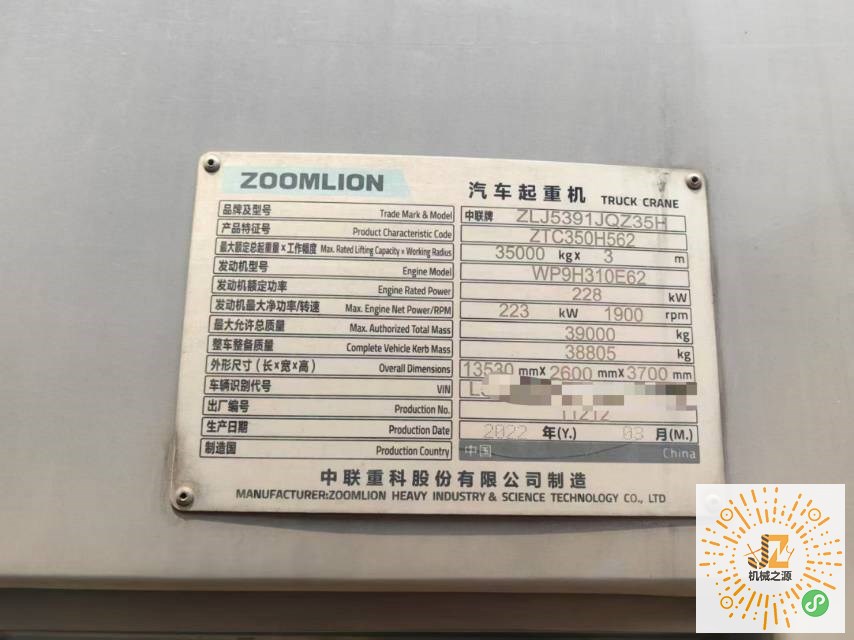 ZOOMLION
汽车起重机 TRUCK CRANE
品牌及型号 Trade Mark & Model 中联牌 ZLJ5391JQZ35H
产品特征号 Product Characteristic Code ZTC350H562
最大额定总起重量×工作幅度 Max. Rated Lifting Capacity × Working Radius 35000 kg× 3 m
发动机型号 Engine Model WP9H310E62
发动机额定功率 Engine Rated Power 228 kW
发动机最大净功率/转速 Max. Engine Net Power/RPM 223 kW 1900 rpm
最大允许总质量 Max. Authorized Total Mass 39000 kg
整车整备质量 Complete Vehicle Kerb Mass 38805 kg
外形尺寸(长×宽×高) Overall Dimensions 13530 mm× 2600 mm× 3700 mm
车辆识别代号 VIN
出厂编号 Production No.
生产日期 Production Date 2022 年(Y.) 03 月(M.)
制造国 Production Country 中国 China
中联重科股份有限公司制造
MANUFACTURER:ZOOMLION HEAVY INDUSTRY & SCIENCE TECHNOLOGY CO., LTD
JZ
机械之源